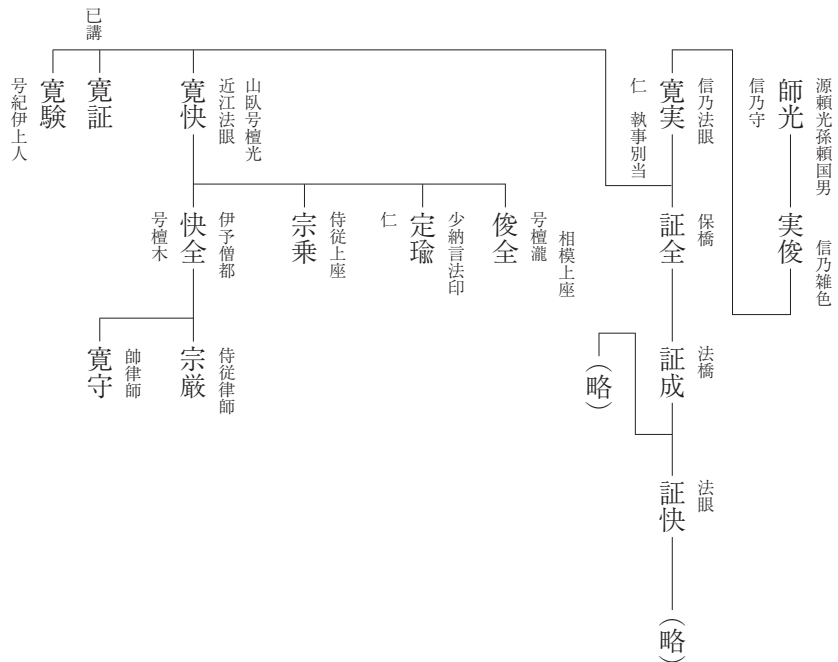 源頼光孫頼国男
師光
信乃守
信乃雑色
実俊
信乃法眼
寛実
仁　執事別当
保橋
証全
法橋
証成
(略)
法眼
証快
(略)
山臥号檀光
近江法眼
寛快
已講
寛証
寛験
号紀伊上人
相模上座
号檀瀧
俊全
少納言法印
定瑜
仁
侍従上座
宗乗
伊予僧都
快全
号檀木
侍従律師
宗厳
帥律師
寛守